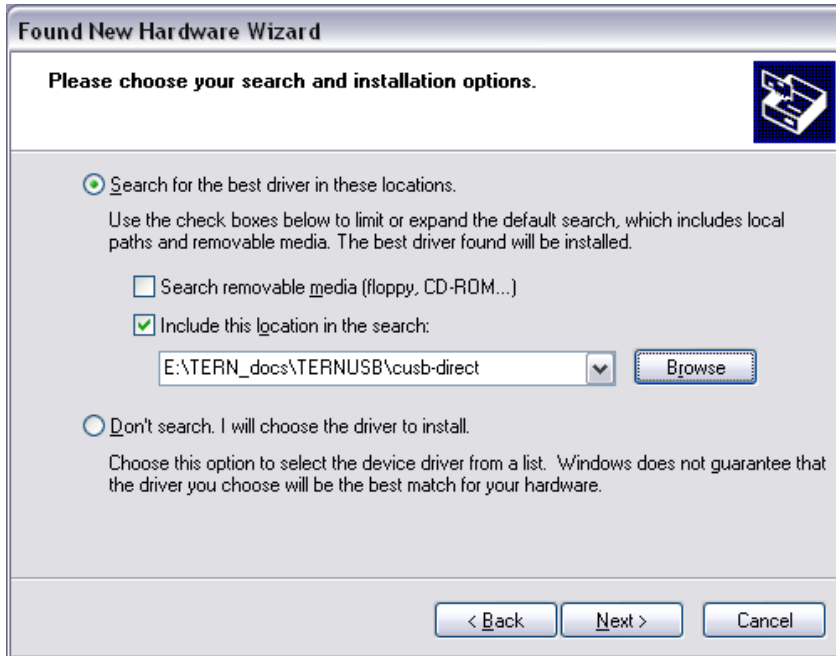 Found New Hardware Wizard
Please choose your search and installation options.
Search for the best driver in these locations.
Use the check boxes below to limit or expand the default search, which includes local
paths and removable media. The best driver found will be installed.
Search removable media (floppy, CD-ROM...)
Include this location in the search:
E:\TERN_docs\TERNUSB\cusb-direct
Browse
Don't search. I will choose the driver to install.
Choose this option to select the device driver from a list. Windows does not guarantee that
the driver you choose will be the best match for your hardware.
< Back Next > Cancel